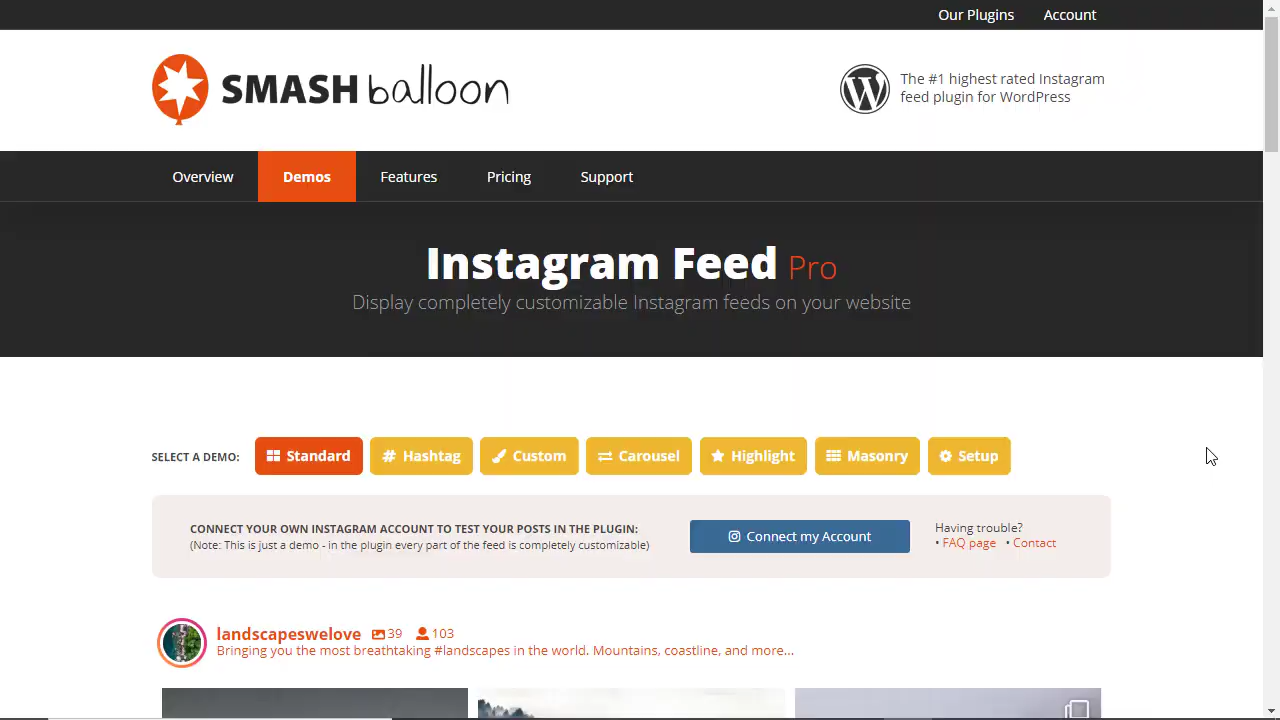 Our Plugins Account
SMASH balloon
The #1 highest rated Instagram
feed plugin for WordPress
Overview Demos Features Pricing Support
Instagram Feed Pro
Display completely customizable Instagram feeds on your website
SELECT A DEMO: Standard Hashtag Custom Carousel Highlight Masonry Setup
CONNECT YOUR OWN INSTAGRAM ACCOUNT TO TEST YOUR POSTS IN THE PLUGIN:
(Note: This is just a demo - in the plugin every part of the feed is completely customizable)
Connect my Account
Having trouble?
• FAQ page • Contact
landscapeswelove 39 103
Bringing you the most breathtaking #landscapes in the world. Mountains, coastline, and more...